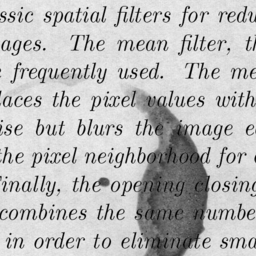 ssic spatial filters for redu
ages. The mean filter, th
frequently used. The me
laces the pixel values with
ise but blurs the image e
the pixel neighborhood for
Finally, the opening closing
combines the same numbe
in order to eliminate sma